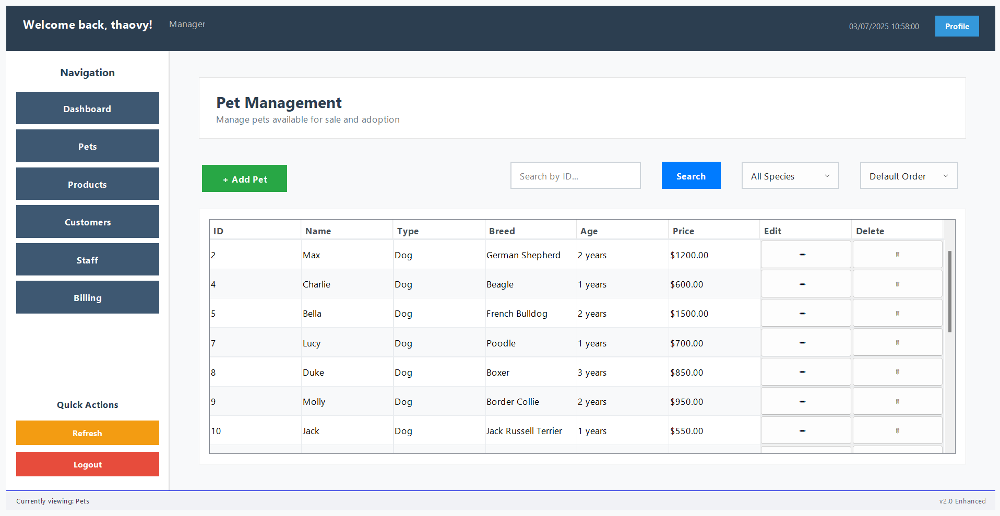 Welcome back, thaovy! Manager 03/07/2025 10:58:00 Profile
Navigation
Dashboard
Pets
Products
Customers
Staff
Billing
Quick Actions
Refresh
Logout
Pet Management
Manage pets available for sale and adoption
+ Add Pet Search by ID... Search All Species Default Order
ID Name Type Breed Age Price Edit Delete
2 Max Dog German Shepherd 2 years $1200.00
4 Charlie Dog Beagle 1 years $600.00
5 Bella Dog French Bulldog 2 years $1500.00
7 Lucy Dog Poodle 1 years $700.00
8 Duke Dog Boxer 3 years $850.00
9 Molly Dog Border Collie 2 years $950.00
10 Jack Dog Jack Russell Terrier 1 years $550.00
Currently viewing: Pets v2.0 Enhanced